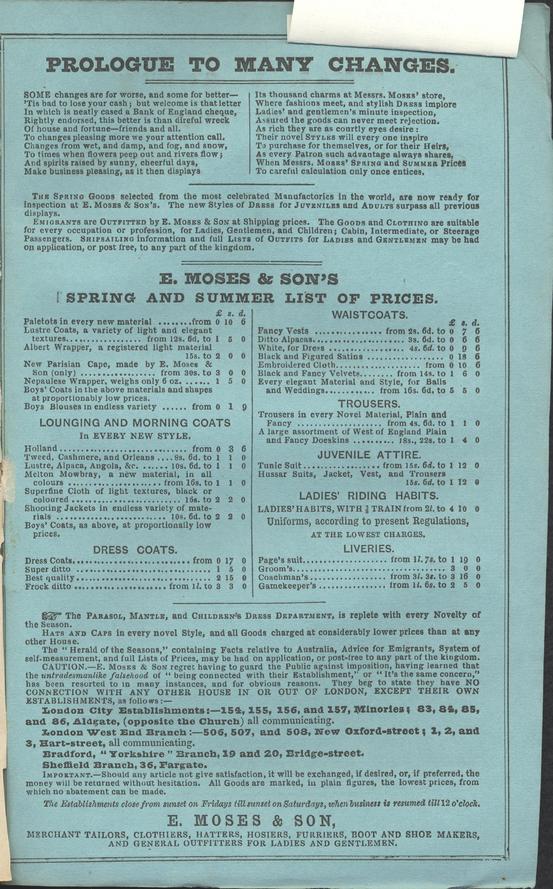 PROLOGUE TO MANY CHANGES.
SOME changes are for worse, and some for better—
'Tis bad to lose your cash; but welcome is that letter
In which is neatly cased a Bank of England cheque,
Rightly endorsed, this better is than direful wreck
Of house and fortune—friends and all.
To changes pleasing more we your attention call,
Changes from wet, and damp, and fog, and snow,
To times when flowers peep out and rivers flow;
And spirits raised by sunny, cheerful days,
Make business pleasing, as it then displays
Its thousand charms at Messrs. MOSES' store,
Where fashions meet, and stylish DRESS implore
Ladies' and gentlemen's minute inspection,
Assured the goods can never meet rejection.
As rich they are as courtly eyes desire:
Their novel STYLES will every one inspire
To purchase for themselves, or for their Heirs,
As every Patron such advantage always shares,
When Messrs. MOSES' SPRING and SUMMER Prices
To careful calculation only once entices.
THE SPRING GOODS selected from the most celebrated Manufactories in the world, are now ready for
inspection at E. MOSES & SON'S. The new Styles of DRESS for JUVENILES and ADULTS surpass all previous
displays.
EMIGRANTS are OUTFITTED by E. MOSES & SON at Shipping prices. The GOODS and CLOTHING are suitable
for every occupation or profession, for Ladies, Gentlemen, and Children; Cabin, Intermediate, or Steerage
Passengers. SHIPSAILING information and full LISTS of OUTFITS for LADIES and GENTLEMEN may be had
on application, or post free, to any part of the kingdom.
E. MOSES & SON'S
SPRING AND SUMMER LIST OF PRICES.
£ s. d.
Paletots in every new material ........from 0 10 6
Lustre Coats, a variety of light and elegant
textures.................from 12s. 6d. to 1 5 0
Albert Wrapper, a registered light material
15s. to 2 0 0
New Parisian Cape, made by E. Moses &
Son (only) ..................from 20s. to 3 0 0
Nepaulese Wrapper, weighs only 6 oz. ...... 1 5 0
Boys' Coats in the above materials and shapes
at proportionably low prices.
Boys Blouses in endless variety ...... from 0 1 9
LOUNGING AND MORNING COATS
In EVERY NEW STYLE.
Holland ............................from 0 3 6
Tweed, Cashmere, and Orleans ....8s. 6d. to 1 1 0
Lustre, Alpaca, Angola, &c. ......10s. 6d. to 1 1 0
Melton Mowbray, a new material, in all
colours ....................from 16s. to 1 1 0
Superfine Cloth of light textures, black or
coloured ........................16s. to 2 2 0
Shooting Jackets in endless variety of mate-
rials ........................10s. 6d. to 2 2 0
Boys' Coats, as above, at proportionally low
prices.
DRESS COATS.
Dress Coats..........................from 0 17 0
Super ditto .............................. 1 5 0
Best quality.............................. 2 15 0
Frock ditto ..................from 1l. to 3 3 0
WAISTCOATS.
£ s. d.
Fancy Vests .................. from 2s. 6d. to 0 7 6
Ditto Alpacas.................. 3s. 6d. to 0 6 6
White, for Dress .............. 4s. 6d. to 0 9 6
Black and Figured Satins .................. 0 18 6
Embroidered Cloth.................. from 0 10 6
Black and Fancy Velvets.......... from 14s. to 1 6 0
Every elegant Material and Style, for Balls
and Weddings.............from 16s. 6d. to 5 5 0
TROUSERS.
Trousers in every Novel Material, Plain and
Fancy ..................from 4s. 6d. to 1 1 0
A large assortment of West of England Plain
and Fancy Doeskins ........18s., 22s., to 1 4 0
JUVENILE ATTIRE.
Tunic Suit..................from 15s. 6d. to 1 12 0
Hussar Suits, Jacket, Vest, and Trousers
15s. 6d. to 1 12 0
LADIES' RIDING HABITS.
LADIES' HABITS, WITH ¾ TRAIN from 2l. to 4 10 0
Uniforms, according to present Regulations,
AT THE LOWEST CHARGES.
LIVERIES.
Page's suit..................from 1l. 7s. to 1 19 0
Groom's.............................. 3 0 0
Coachman's..................from 3l. 3s. to 3 16 0
Gamekeeper's................from 1l. 6s. to 2 5 0
☞ The PARASOL, MANTLE, and CHILDREN'S DRESS DEPARTMENT, is replete with every Novelty of
the Season.
HATS AND CAPS in every novel Style, and all Goods charged at considerably lower prices than at any
other House.
The "Herald of the Seasons," containing Facts relative to Australia, Advice for Emigrants, System of
self-measurement, and full Lists of Prices, may be had on application, or post-free to any part of the kingdom.
CAUTION.—E. MOSES & SON regret having to guard the Public against imposition, having learned that
the untradesmanlike falsehood of "being connected with their Establishment," or "It's the same concern,"
has been resorted to in many instances, and for obvious reasons. They beg to state they have NO
CONNECTION WITH ANY OTHER HOUSE IN OR OUT OF LONDON, EXCEPT THEIR OWN
ESTABLISHMENTS, as follows:—
London City Establishments:—154, 155, 156, and 157, Minories; 83, 84, 85,
and 86, Aldgate, (opposite the Church) all communicating.
London West End Branch:—506, 507, and 508, New Oxford-street; 1, 2, and
3, Hart-street, all communicating.
Bradford, "Yorkshire" Branch, 19 and 20, Bridge-street.
Sheffield Branch, 36, Fargate.
IMPORTANT.—Should any article not give satisfaction, it will be exchanged, if desired, or, if preferred, the
money will be returned without hesitation. All Goods are marked, in plain figures, the lowest prices, from
which no abatement can be made.
The Establishments close from sunset on Fridays till sunset on Saturdays, when business is resumed till 12 o'clock.
E. MOSES & SON,
MERCHANT TAILORS, CLOTHIERS, HATTERS, HOSIERS, FURRIERS, BOOT AND SHOE MAKERS,
AND GENERAL OUTFITTERS FOR LADIES AND GENTLEMEN.